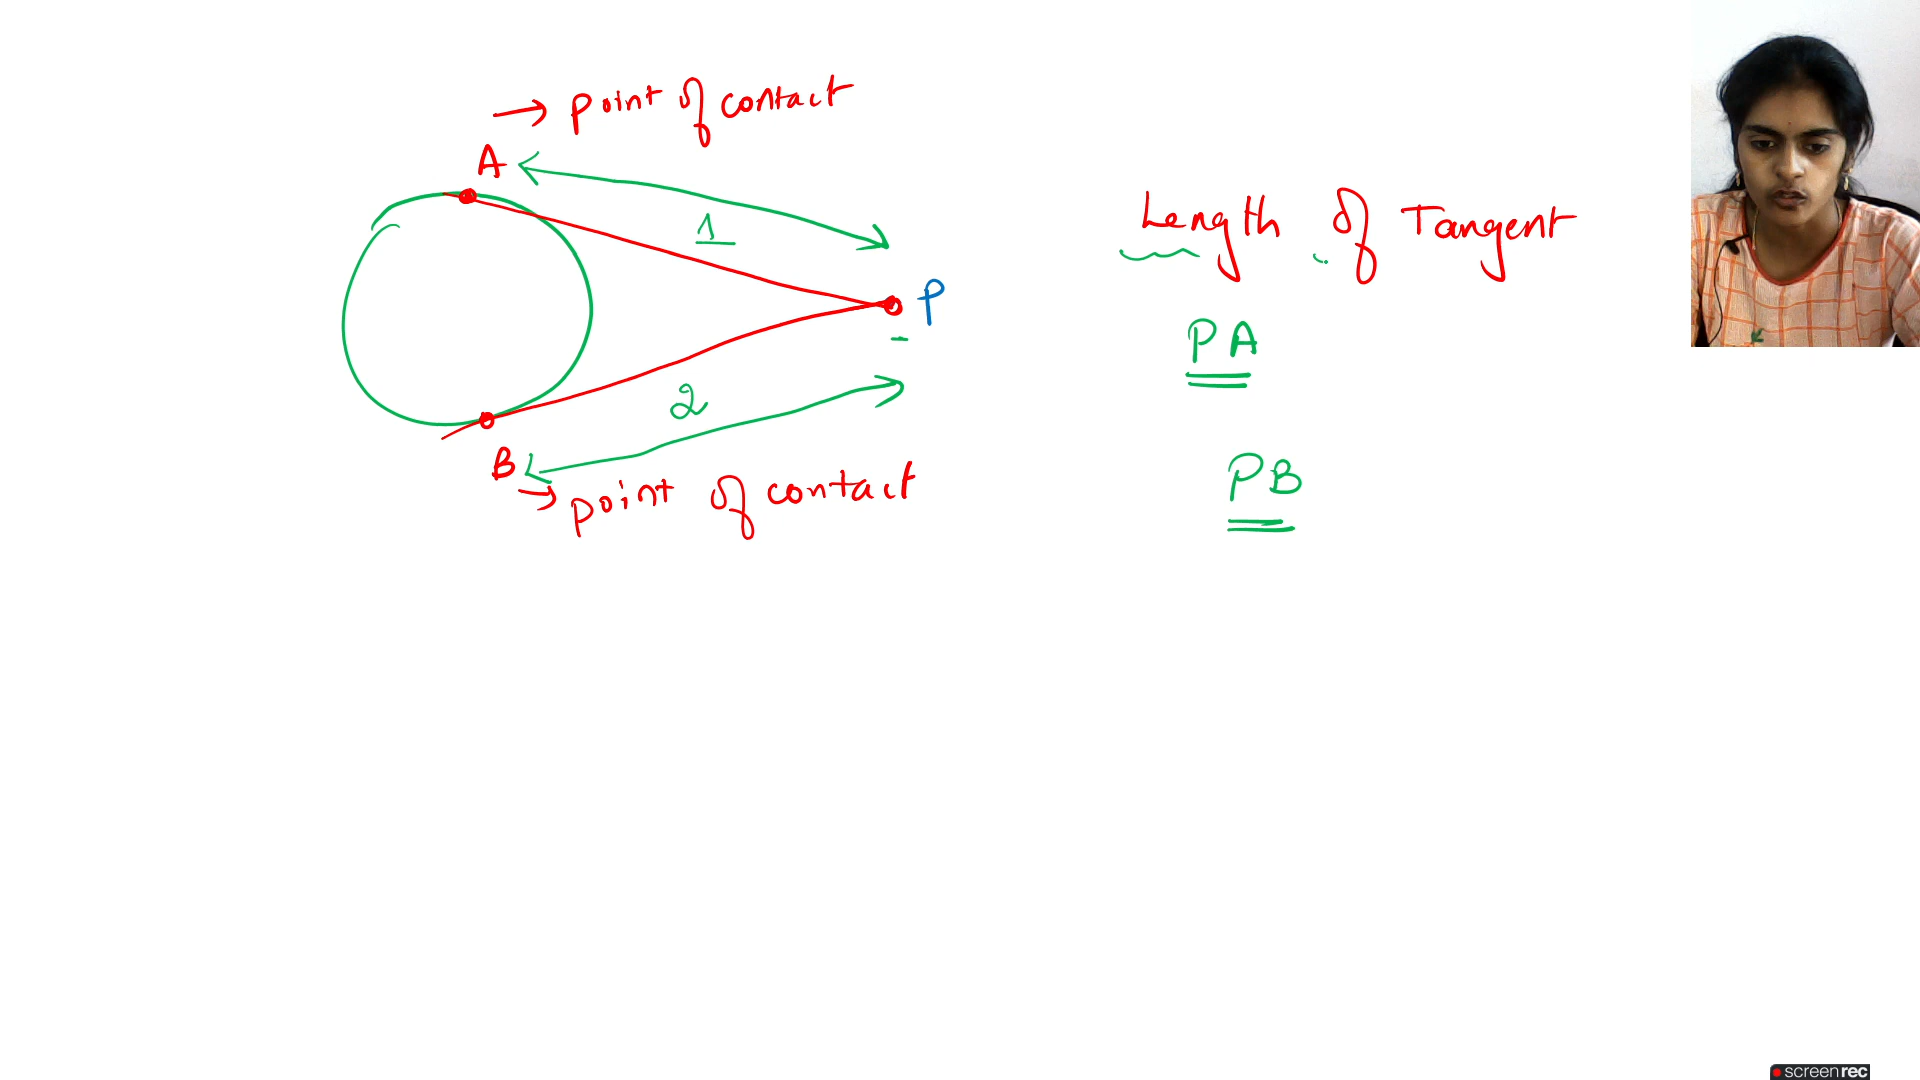 → point of contact
A
1
P
Length of Tangent
PA
2
B
→ point of contact
PB
screenrec